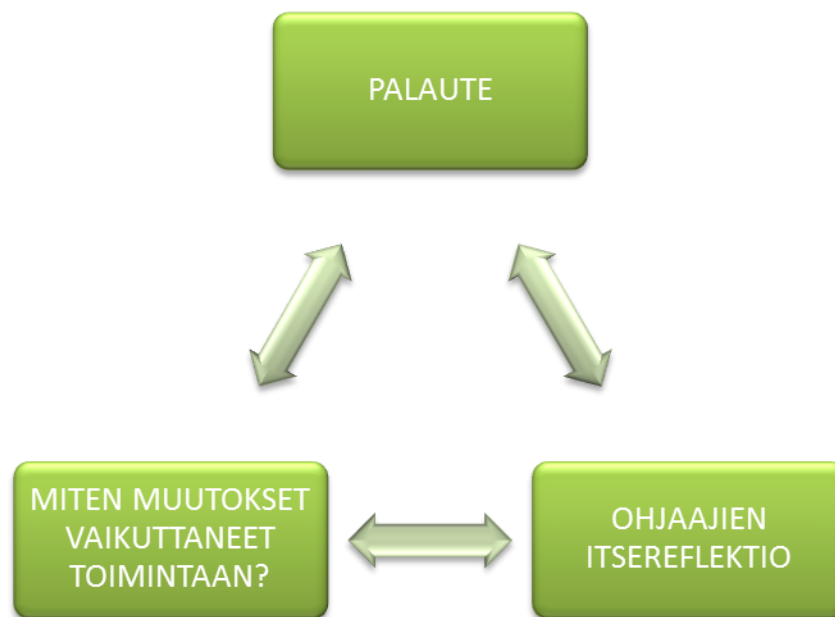 PALAUTE
MITEN MUUTOKSET
VAIKUTTANEET
TOIMINTAAN?
OHJAAJIEN
ITSEREFLEKTIO